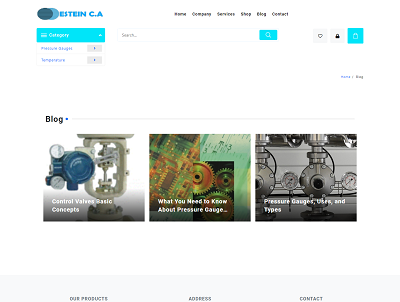 ESTEIN C.A
Home Company Services Shop Blog Contact
Category
Search...
Pressure Gauges
Temperature
Home | Blog
Blog
Control Valves Basic
Concepts
What You Need to Know
About Pressure Gauge...
Pressure Gauges, Uses, and
Types
OUR PRODUCTS
ADDRESS
CONTACT